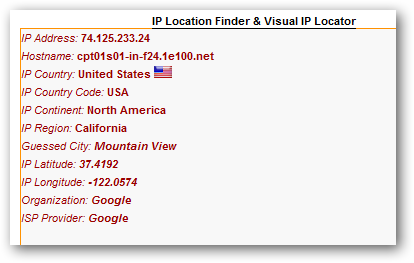 IP Location Finder & Visual IP Locator
IP Address: 74.125.233.24
Hostname: cpt01s01-in-f24.1e100.net
IP Country: United States
IP Country Code: USA
IP Continent: North America
IP Region: California
Guessed City: Mountain View
IP Latitude: 37.4192
IP Longitude: -122.0574
Organization: Google
ISP Provider: Google